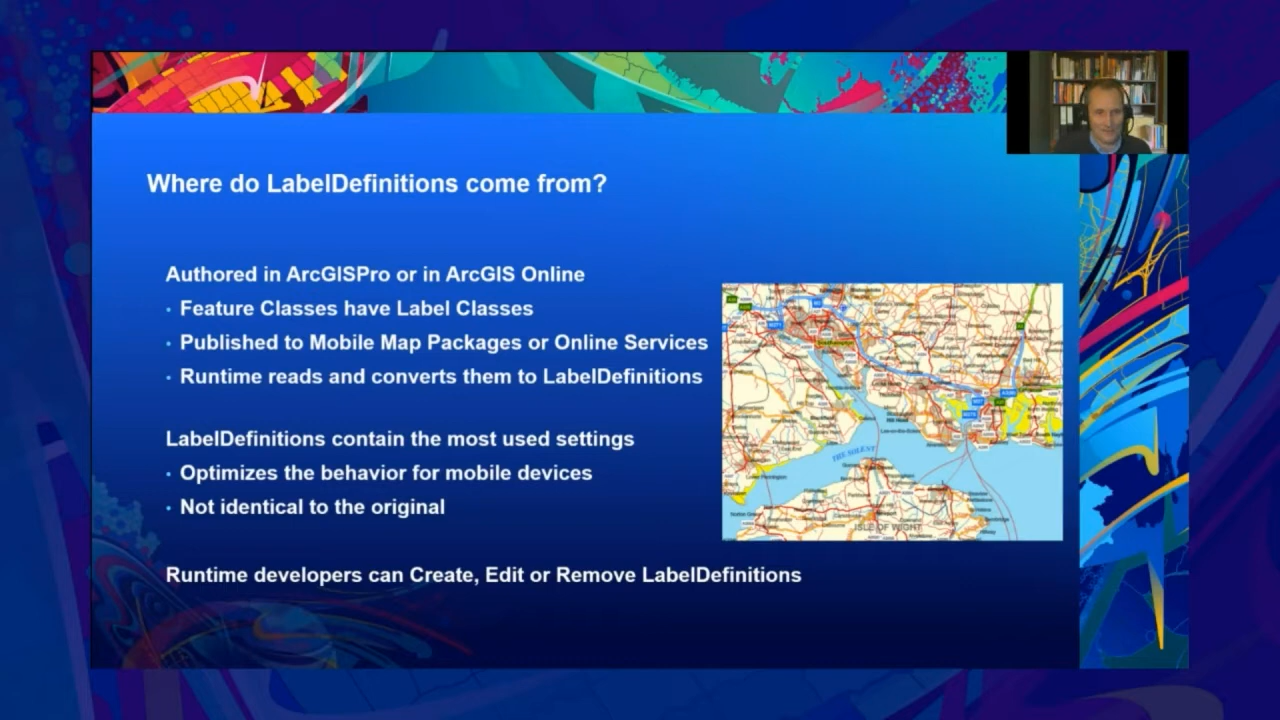 Where do LabelDefinitions come from?
Authored in ArcGISPro or in ArcGIS Online
• Feature Classes have Label Classes
• Published to Mobile Map Packages or Online Services
• Runtime reads and converts them to LabelDefinitions
LabelDefinitions contain the most used settings
• Optimizes the behavior for mobile devices
• Not identical to the original
Runtime developers can Create, Edit or Remove LabelDefinitions
THE SOLENT
ISLE OF WIGHT